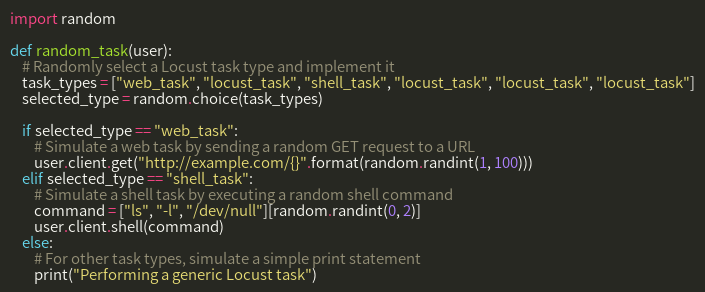 import random

def random_task(user):
    # Randomly select a Locust task type and implement it
    task_types = ["web_task", "locust_task", "shell_task", "locust_task", "locust_task", "locust_task"]
    selected_type = random.choice(task_types)

    if selected_type == "web_task":
        # Simulate a web task by sending a random GET request to a URL
        user.client.get("http://example.com/{}".format(random.randint(1, 100)))
    elif selected_type == "shell_task":
        # Simulate a shell task by executing a random shell command
        command = ["ls", "-l", "/dev/null"][random.randint(0, 2)]
        user.client.shell(command)
    else:
        # For other task types, simulate a simple print statement
        print("Performing a generic Locust task")